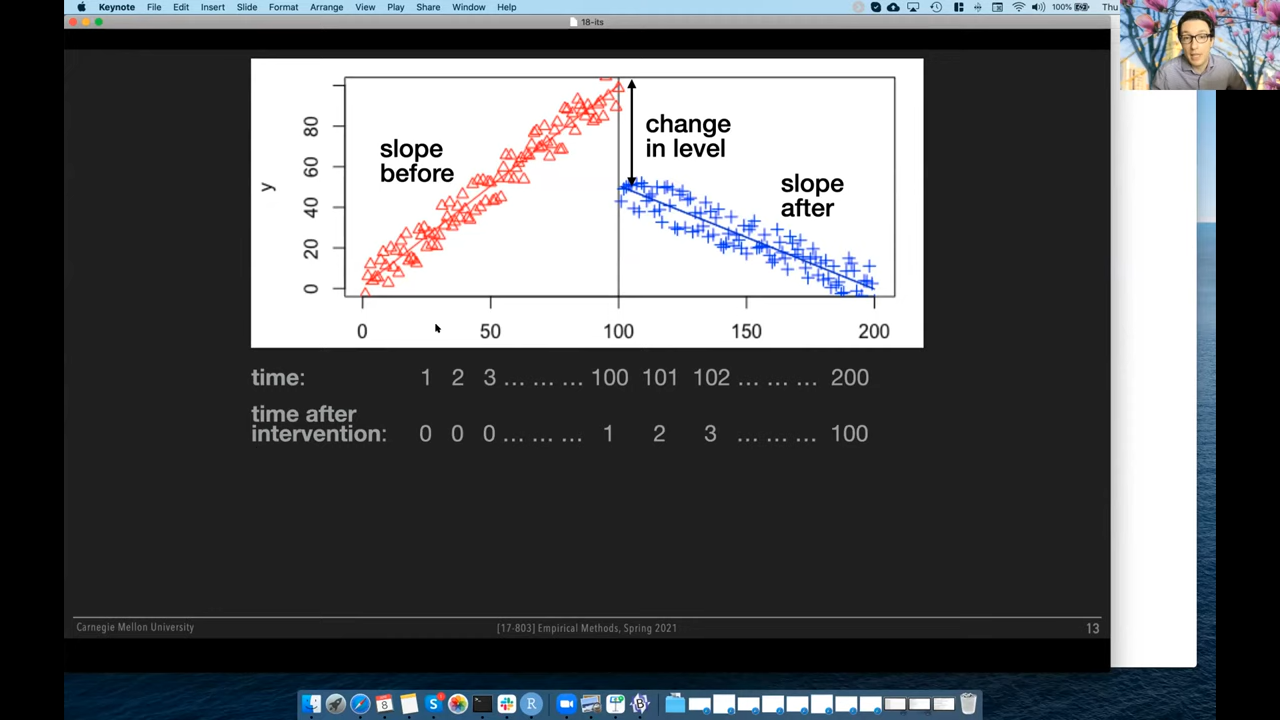 Keynote File Edit Insert Slide Format Arrange View Play Share Window Help 100% Thu
18-its
y
80
60
40
20
0
slope
before
change
in level
slope
after
0 50 100 150 200
time: 1 2 3 ... ... ... 100 101 102 ... ... ... 200
time after
intervention: 0 0 0 ... ... ... 1 2 3 ... ... ... 100
Carnegie Mellon University [17-803] Empirical Methods, Spring 2021 13
8